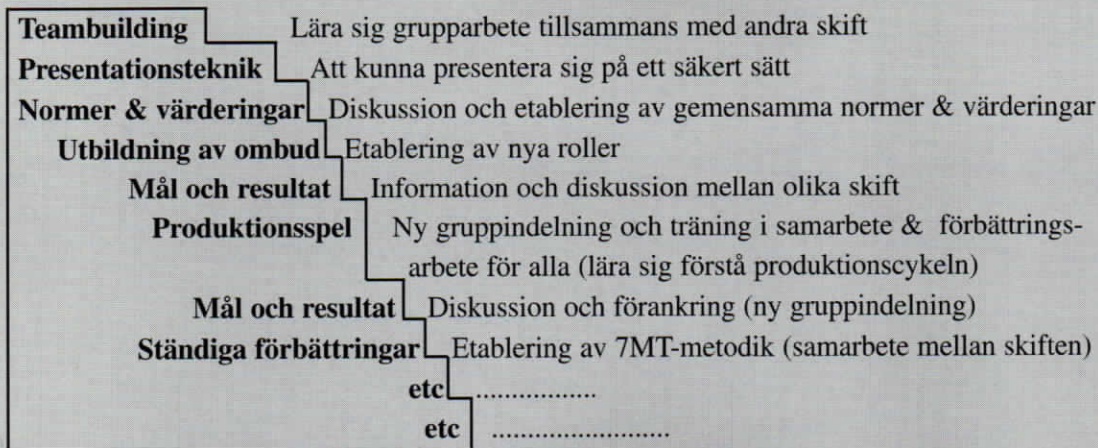 Teambuilding Lära sig grupparbete tillsammans med andra skift
Presentationsteknik Att kunna presentera sig på ett säkert sätt
Normer & värderingar Diskussion och etablering av gemensamma normer & värderingar
Utbildning av ombud Etablering av nya roller
Mål och resultat Information och diskussion mellan olika skift
Produktionsspel Ny gruppindelning och träning i samarbete & förbättrings-
arbete för alla (lära sig förstå produktionscykeln)
Mål och resultat Diskussion och förankring (ny gruppindelning)
Ständiga förbättringar Etablering av 7MT-metodik (samarbete mellan skiften)
etc .................
etc .........................